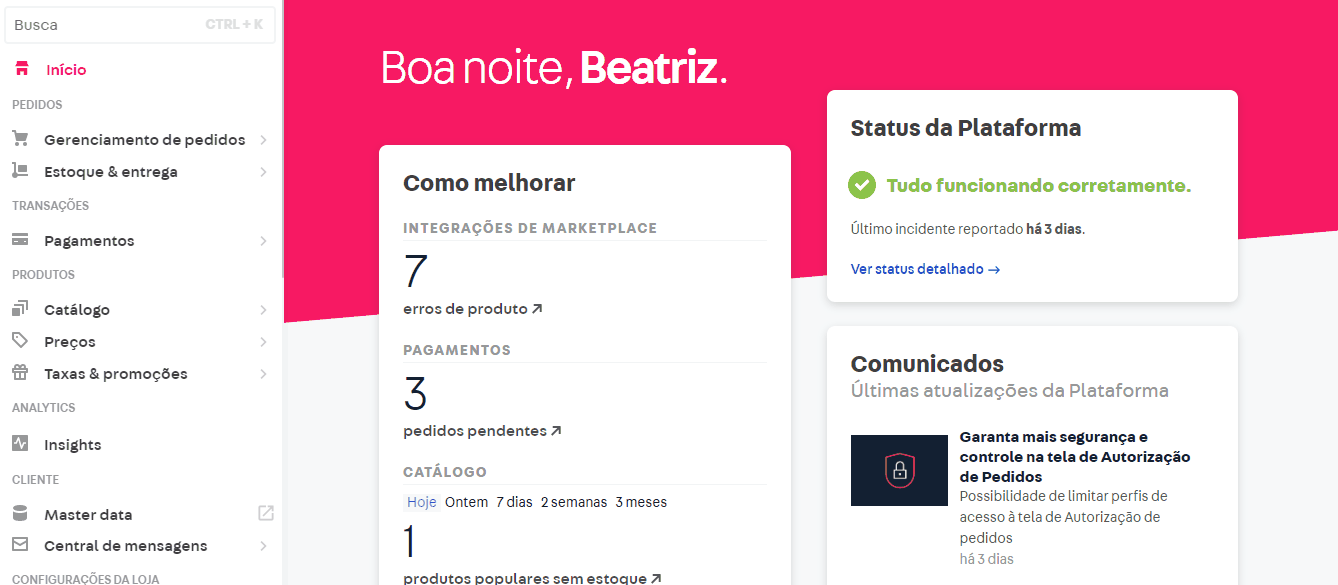 Busca CTRL + K
Início
PEDIDOS
Gerenciamento de pedidos
Estoque & entrega
TRANSAÇÕES
Pagamentos
PRODUTOS
Catálogo
Preços
Taxas & promoções
ANALYTICS
Insights
CLIENTE
Master data
Central de mensagens
CONFIGURAÇÕES DA LOJA
Boa noite, Beatriz.
Como melhorar
INTEGRAÇÕES DE MARKETPLACE
7
erros de produto
PAGAMENTOS
3
pedidos pendentes
CATÁLOGO
Hoje Ontem 7 dias 2 semanas 3 meses
1
produtos populares sem estoque
Status da Plataforma
Tudo funcionando corretamente.
Último incidente reportado há 3 dias.
Ver status detalhado →
Comunicados
Últimas atualizações da Plataforma
Garanta mais segurança e
controle na tela de Autorização
de Pedidos
Possibilidade de limitar perfis de
acesso à tela de Autorização de
pedidos
há 3 dias